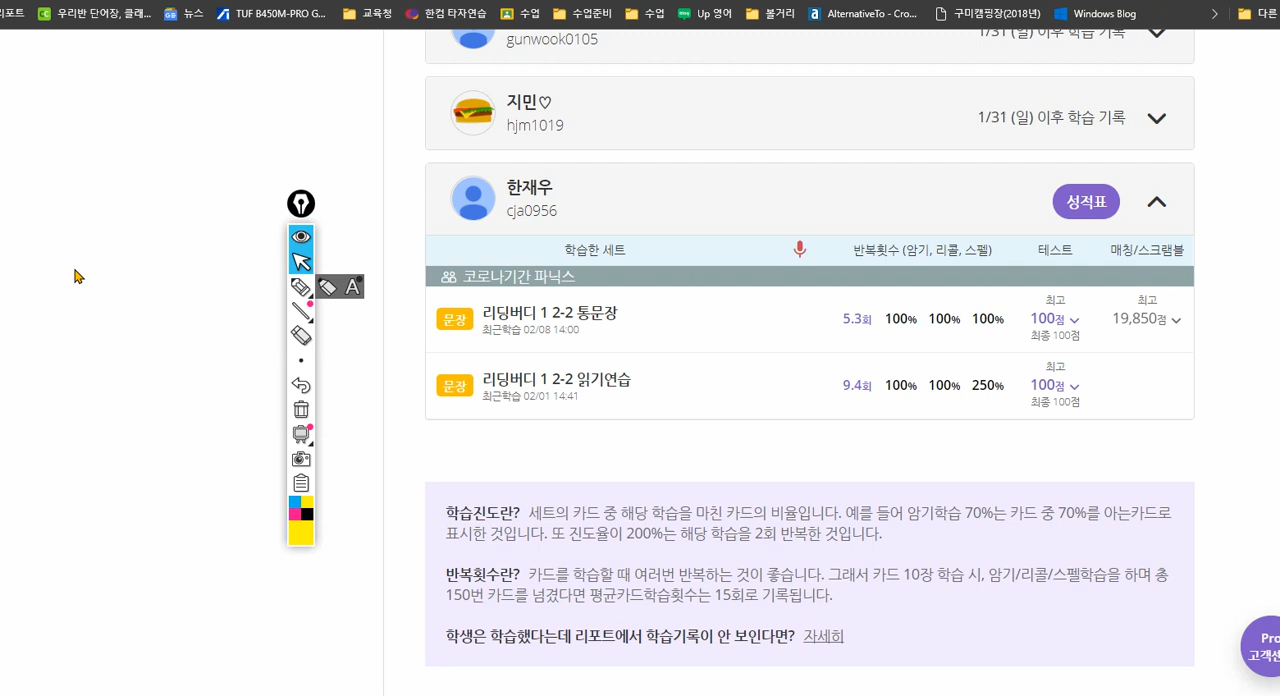 리포트 우리반 단어장, 클래... 뉴스 TUF B450M-PRO G... 교육청 한컴 타자연습 수업 수업준비 수업 Up 영어 볼거리 AlternativeTo - Cro... 구미캠핑장(2018년) Windows Blog 다른
gunwook0105 1/31 (일) 이후 학습 기록
지민♡
hjm1019 1/31 (일) 이후 학습 기록
한재우
cja0956 성적표
A
학습한 세트 반복횟수 (암기, 리콜, 스펠) 테스트 매칭/스크램블
코로나기간 파닉스
문장 리딩버디 1 2-2 통문장
최근학습 02/08 14:00
5.3회 100% 100% 100%
최고
100점
최종 100점
최고
19,850점
문장 리딩버디 1 2-2 읽기연습
최근학습 02/01 14:41
9.4회 100% 100% 250%
최고
100점
최종 100점
학습진도란? 세트의 카드 중 해당 학습을 마친 카드의 비율입니다. 예를 들어 암기학습 70%는 카드 중 70%를 아는카드로
표시한 것입니다. 또 진도율이 200%는 해당 학습을 2회 반복한 것입니다.
반복횟수란? 카드를 학습할 때 여러번 반복하는 것이 좋습니다. 그래서 카드 10장 학습 시, 암기/리콜/스펠학습을 하며 총
150번 카드를 넘겼다면 평균카드학습횟수는 15회로 기록됩니다.
학생은 학습했다는데 리포트에서 학습기록이 안 보인다면? 자세히
Pro
고객센